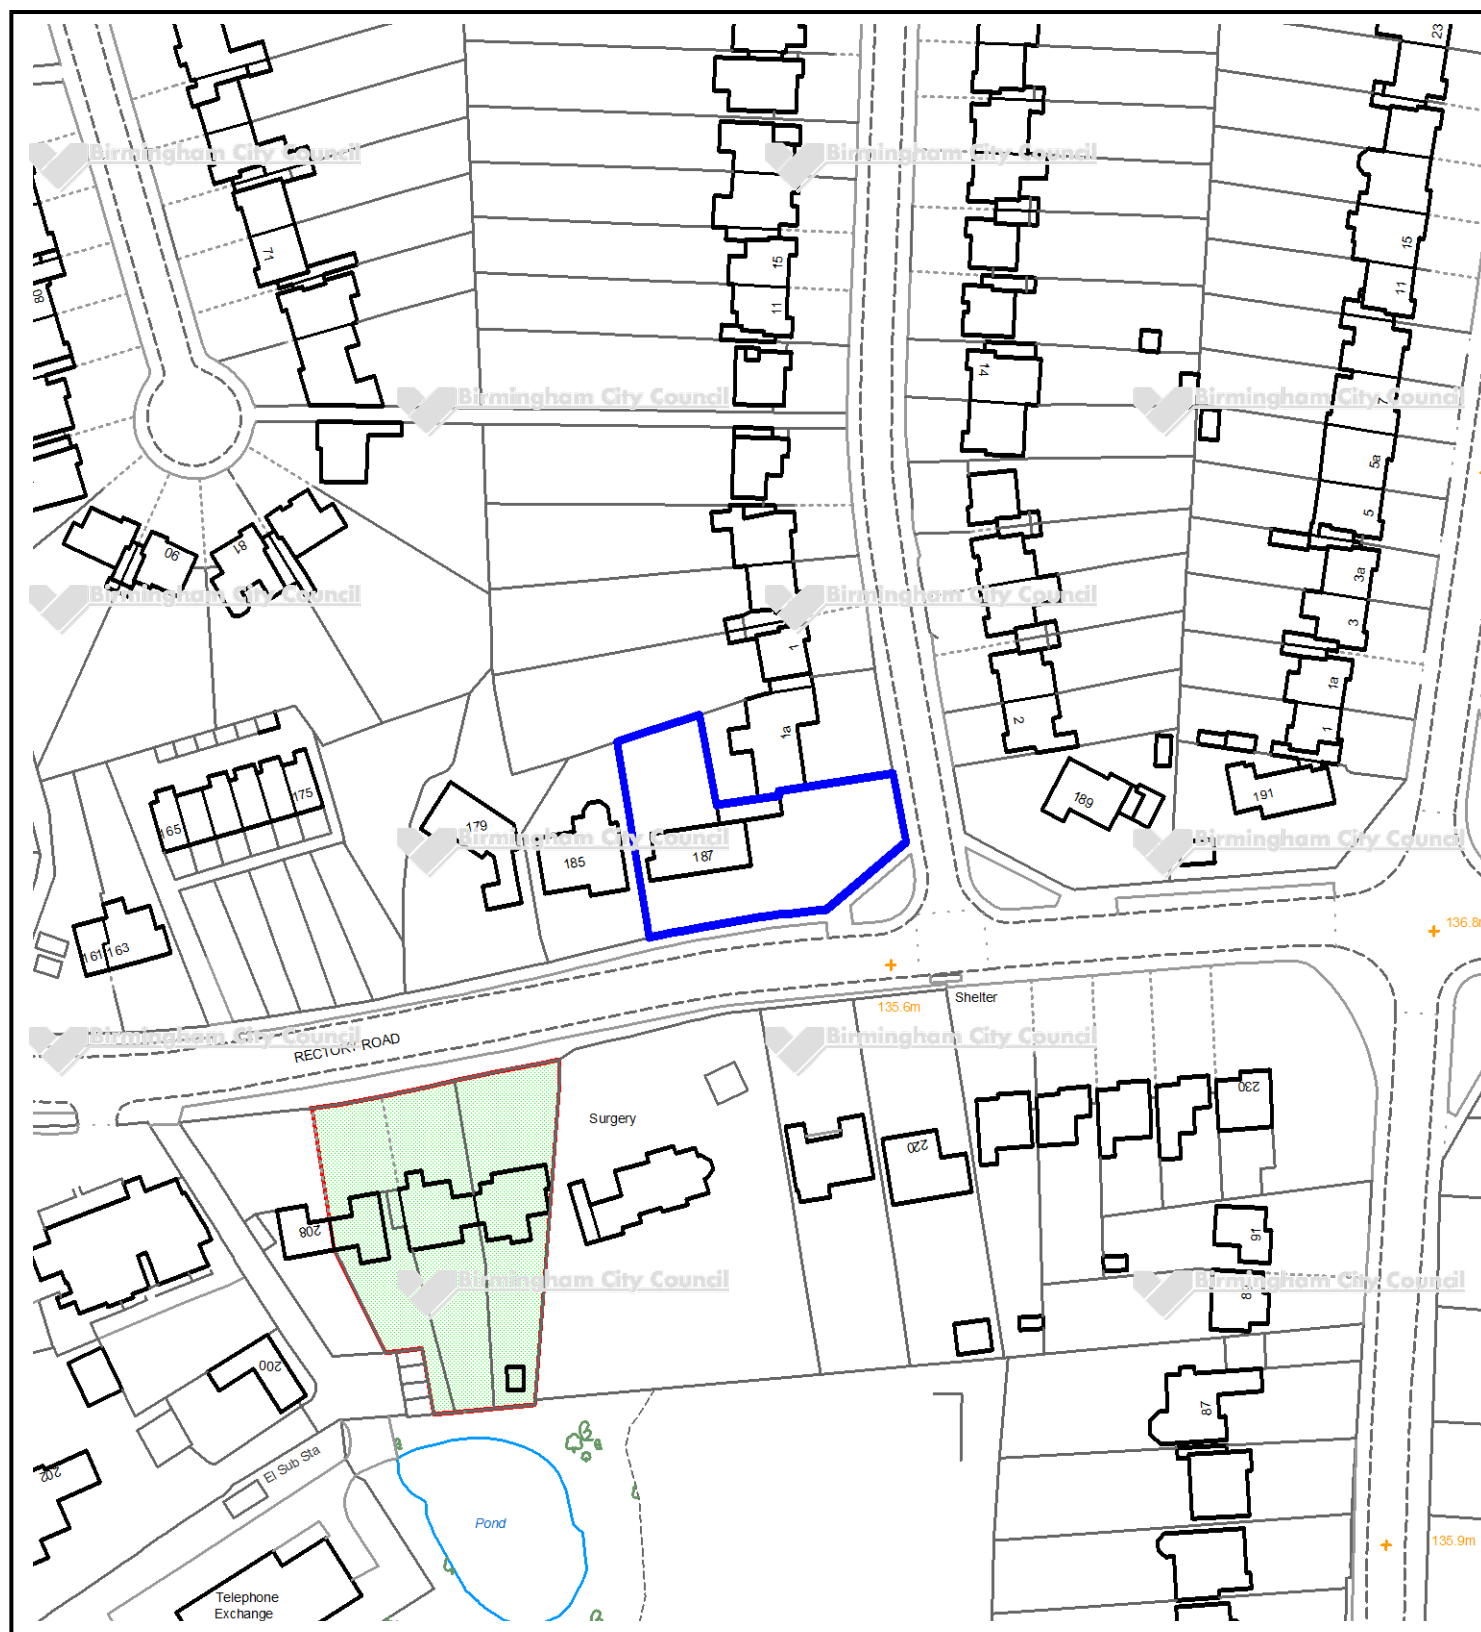 23
Birmingham City Council
Birmingham City Council
71
15
15
80
11
11
14
7
Birmingham City Council
Birmingham City Council
5a
5
90
81
3a
Birmingham City Council
Birmingham City Council
3
1
1a
2
1a
1
175
165
179
189
191
Birmingham City Council
Birmingham City Council
185
187
161
163
136.8m
Shelter
135.6m
RECTORY ROAD
Birmingham City Council
Birmingham City Council
Surgery
230
220
208
91
Birmingham City Council
Birmingham City Council
200
87
El Sub Sta
202
Pond
135.9m
Telephone
Exchange